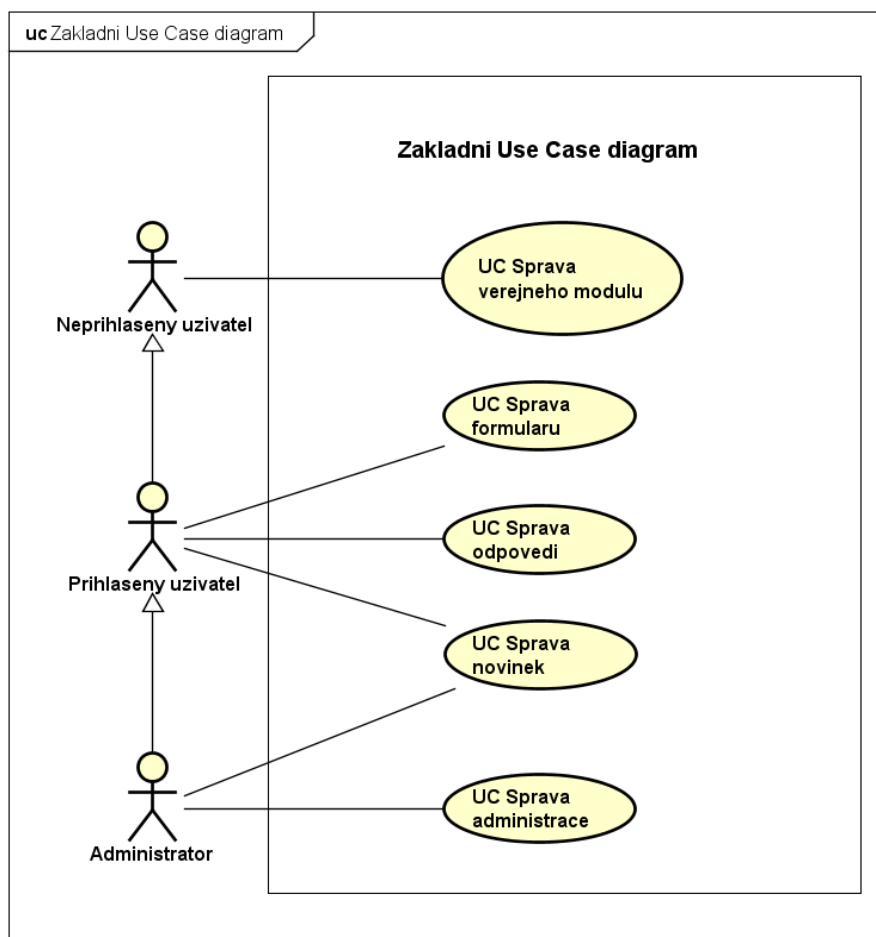 uc Zakladni Use Case diagram
Zakladni Use Case diagram
UC Sprava
verejneho modulu
Neprihlaseny uzivatel
UC Sprava
formularu
UC Sprava
odpovedi
Prihlaseny uzivatel
UC Sprava
novinek
UC Sprava
administrace
Administrator